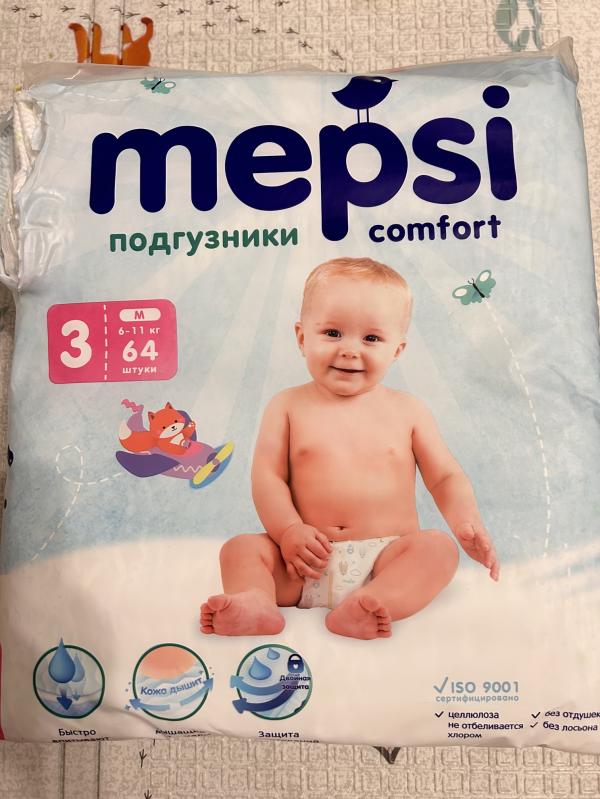 mepsi
подгузники
comfort
3
M
6-11 кг
64
штуки
Кожа дышит
Двойная
защита
Быстро
впитывают
Защита
ISO 9001
сертифицировано
целлюлоза
не отбеливается
хлором
без отдушек
без лосьона